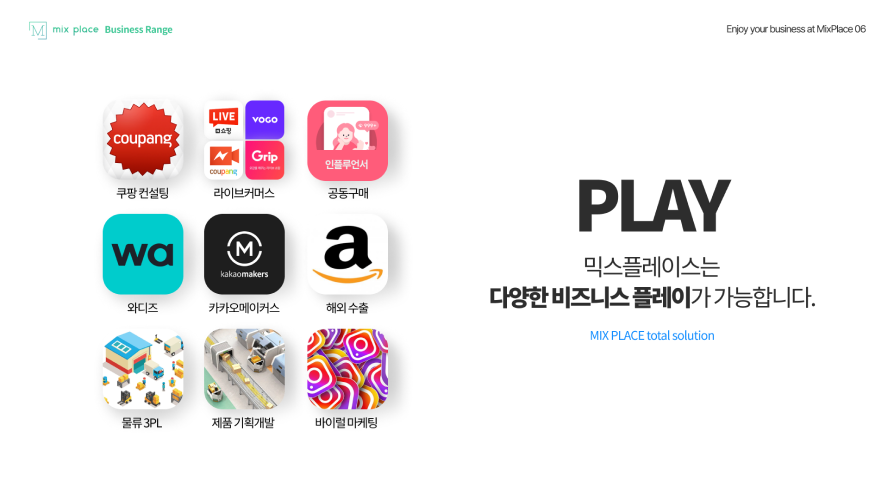 M mix place Business Range
Enjoy your business at MixPlace 06
coupang
LIVE
쇼핑
VOGO
coupang
Grip
인플루언서
쿠팡 컨설팅
라이브커머스
공동구매
wa
M
kakaomakers
a
와디즈
카카오메이커스
해외 수출
물류 3PL
제품 기획개발
바이럴 마케팅
PLAY
믹스플레이스는
다양한 비즈니스 플레이가 가능합니다.
MIX PLACE total solution